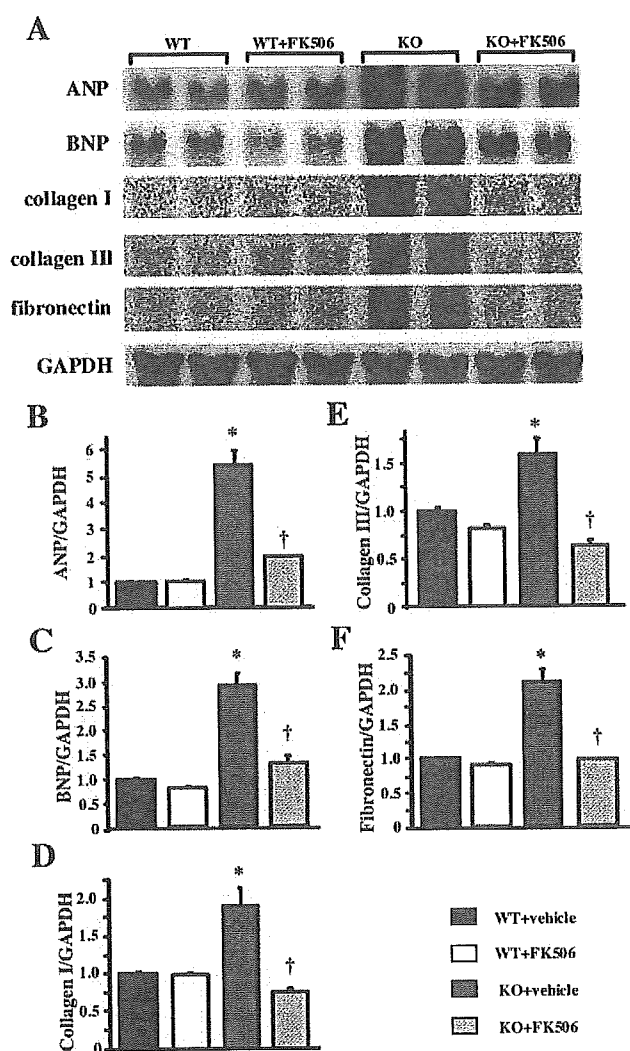 A
WT WT+FK506 KO KO+FK506
ANP
BNP
collagen I
collagen III
fibronectin
GAPDH
B
ANP/GAPDH
6
5
4
3
2
1
0
*
†
E
Collagen III/GAPDH
1.5
1.0
0.5
0
*
†
C
BNP/GAPDH
3.5
3.0
2.5
2.0
1.5
1.0
0.5
0
*
†
F
Fibronectin/GAPDH
2.5
2.0
1.0
0.5
0
*
†
D
Collagen I/GAPDH
2.0
1.5
1.0
0.5
0
*
†
WT+vehicle
WT+FK506
KO+vehicle
KO+FK506